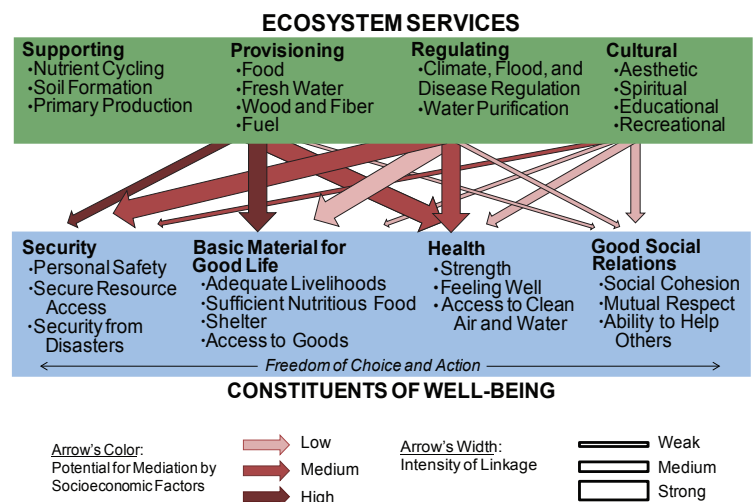 ECOSYSTEM SERVICES
Supporting
•Nutrient Cycling
•Soil Formation
•Primary Production
Provisioning
•Food
•Fresh Water
•Wood and Fiber
•Fuel
Regulating
•Climate, Flood, and
Disease Regulation
•Water Purification
Cultural
•Aesthetic
•Spiritual
•Educational
•Recreational
Security
•Personal Safety
•Secure Resource
Access
•Security from
Disasters
Basic Material for
Good Life
•Adequate Livelihoods
•Sufficient Nutritious Food
•Shelter
•Access to Goods
Health
•Strength
•Feeling Well
•Access to Clean
Air and Water
Good Social
Relations
•Social Cohesion
•Mutual Respect
•Ability to Help
Others
Freedom of Choice and Action
CONSTITUENTS OF WELL-BEING
Arrow's Color:
Potential for Mediation by
Socioeconomic Factors
Low
Medium
High
Arrow's Width:
Intensity of Linkage
Weak
Medium
Strong